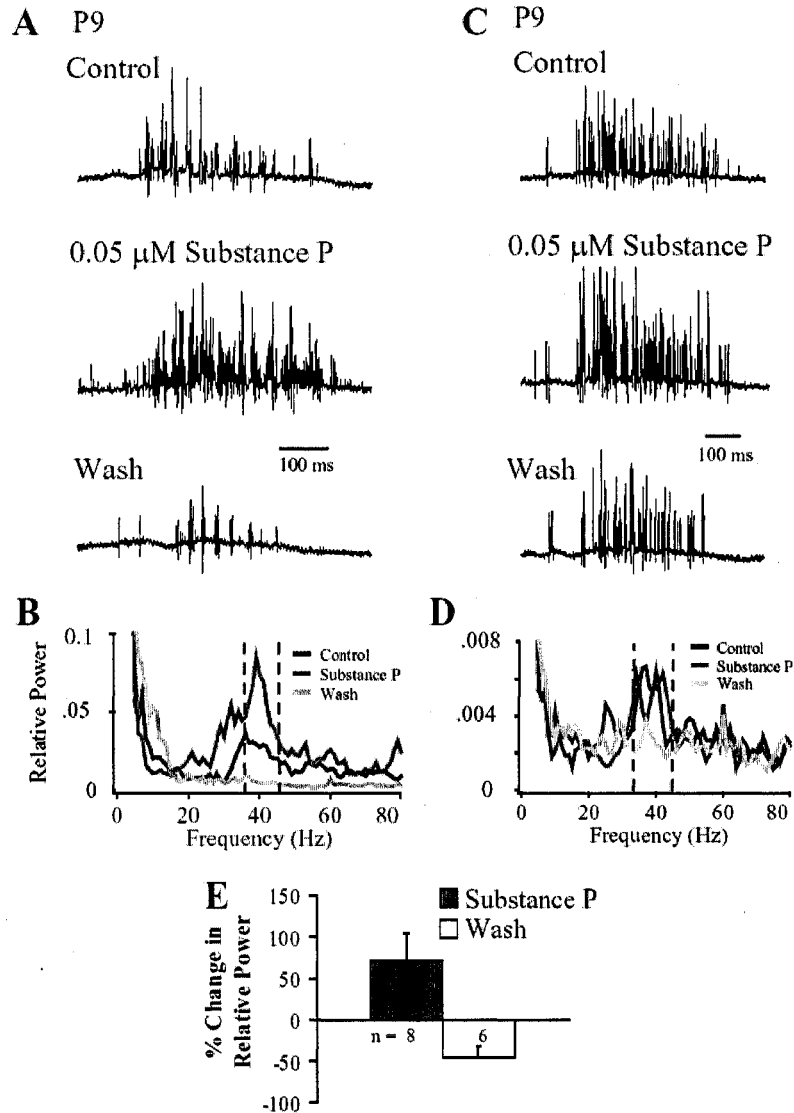 A P9
Control
0.05 µM Substance P
100 ms
Wash
C P9
Control
0.05 µM Substance P
100 ms
Wash
B
Relative Power
0.1
.05
0
Control
Substance P
Wash
0 20 40 60 80
Frequency (Hz)
D
.008
.004
0
Control
Substance P
Wash
0 20 40 60 80
Frequency (Hz)
E
% Change in
Relative Power
150
100
50
0
-50
-100
Substance P
Wash
n = 8 6